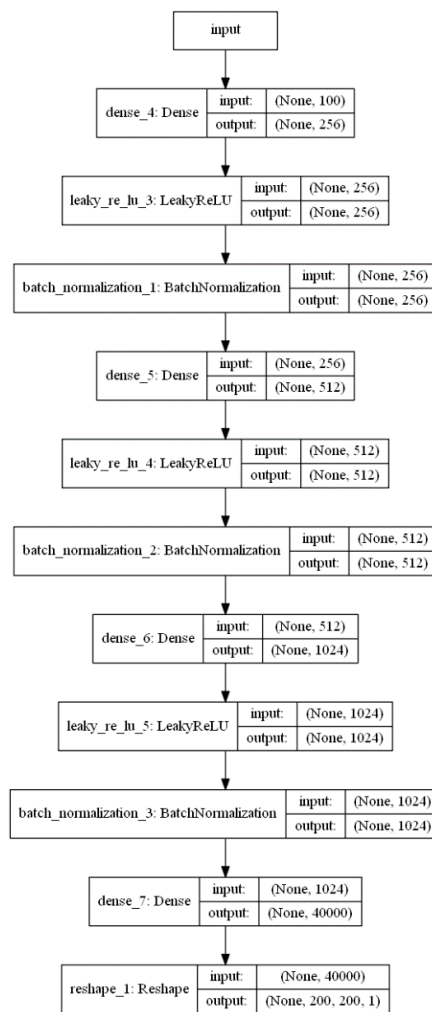 input
dense_4: Dense
input: (None, 100)
output: (None, 256)
leaky_re_lu_3: LeakyReLU
input: (None, 256)
output: (None, 256)
batch_normalization_1: BatchNormalization
input: (None, 256)
output: (None, 256)
dense_5: Dense
input: (None, 256)
output: (None, 512)
leaky_re_lu_4: LeakyReLU
input: (None, 512)
output: (None, 512)
batch_normalization_2: BatchNormalization
input: (None, 512)
output: (None, 512)
dense_6: Dense
input: (None, 512)
output: (None, 1024)
leaky_re_lu_5: LeakyReLU
input: (None, 1024)
output: (None, 1024)
batch_normalization_3: BatchNormalization
input: (None, 1024)
output: (None, 1024)
dense_7: Dense
input: (None, 1024)
output: (None, 40000)
reshape_1: Reshape
input: (None, 40000)
output: (None, 200, 200, 1)